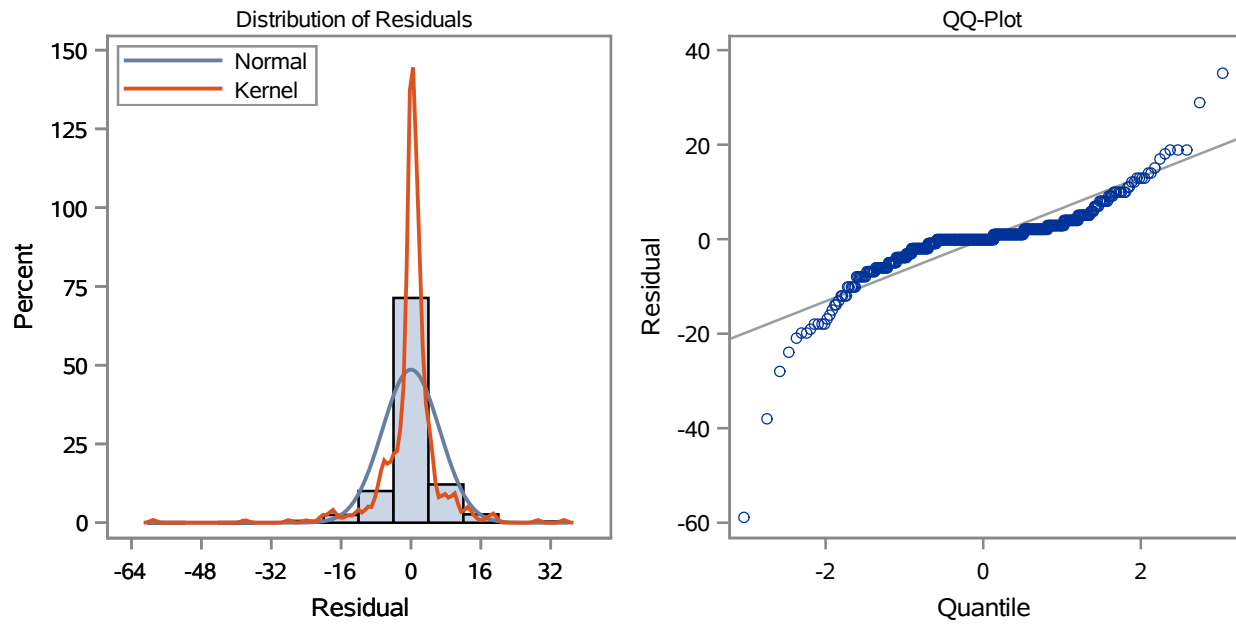 Distribution of Residuals
Normal
Kernel
150
125
100
75
50
25
0
Percent
-64 -48 -32 -16 0 16 32
Residual
QQ-Plot
40
20
0
-20
-40
-60
Residual
-2 0 2
Quantile